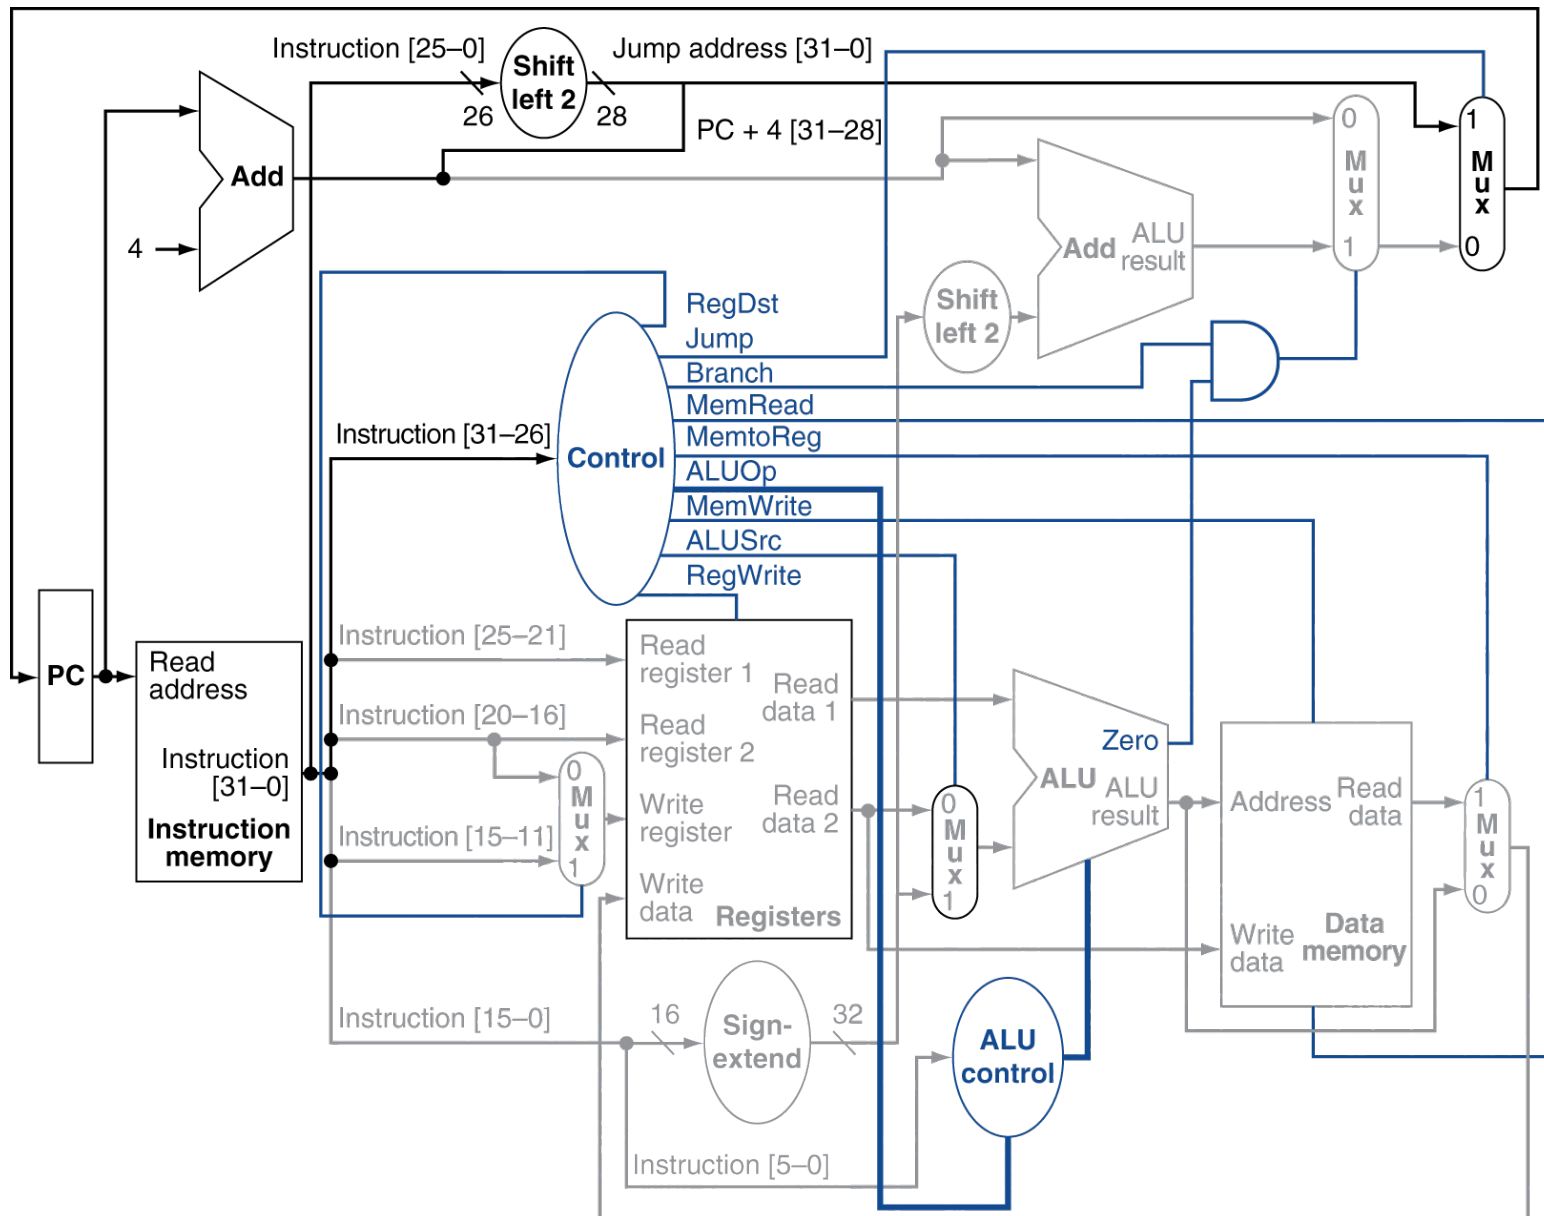 Instruction [25–0]
Shift
left 2
Jump address [31–0]
26
28
PC + 4 [31–28]
Add
4
0
M
u
x
1
1
M
u
x
0
Add
ALU
result
Shift
left 2
RegDst
Jump
Branch
MemRead
MemtoReg
ALUOp
MemWrite
ALUSrc
RegWrite
Instruction [31–26]
Control
PC
Read
address
Instruction
[31–0]
Instruction
memory
Instruction [25–21]
Instruction [20–16]
Instruction [15–11]
0
M
u
x
1
Read
register 1
Read
register 2
Write
register
Write
data
Read
data 1
Read
data 2
Registers
0
M
u
x
1
Zero
ALU
ALU
result
Address
Read
data
Write
data
Data
memory
1
M
u
x
0
Instruction [15–0]
16
Sign-
extend
32
ALU
control
Instruction [5–0]